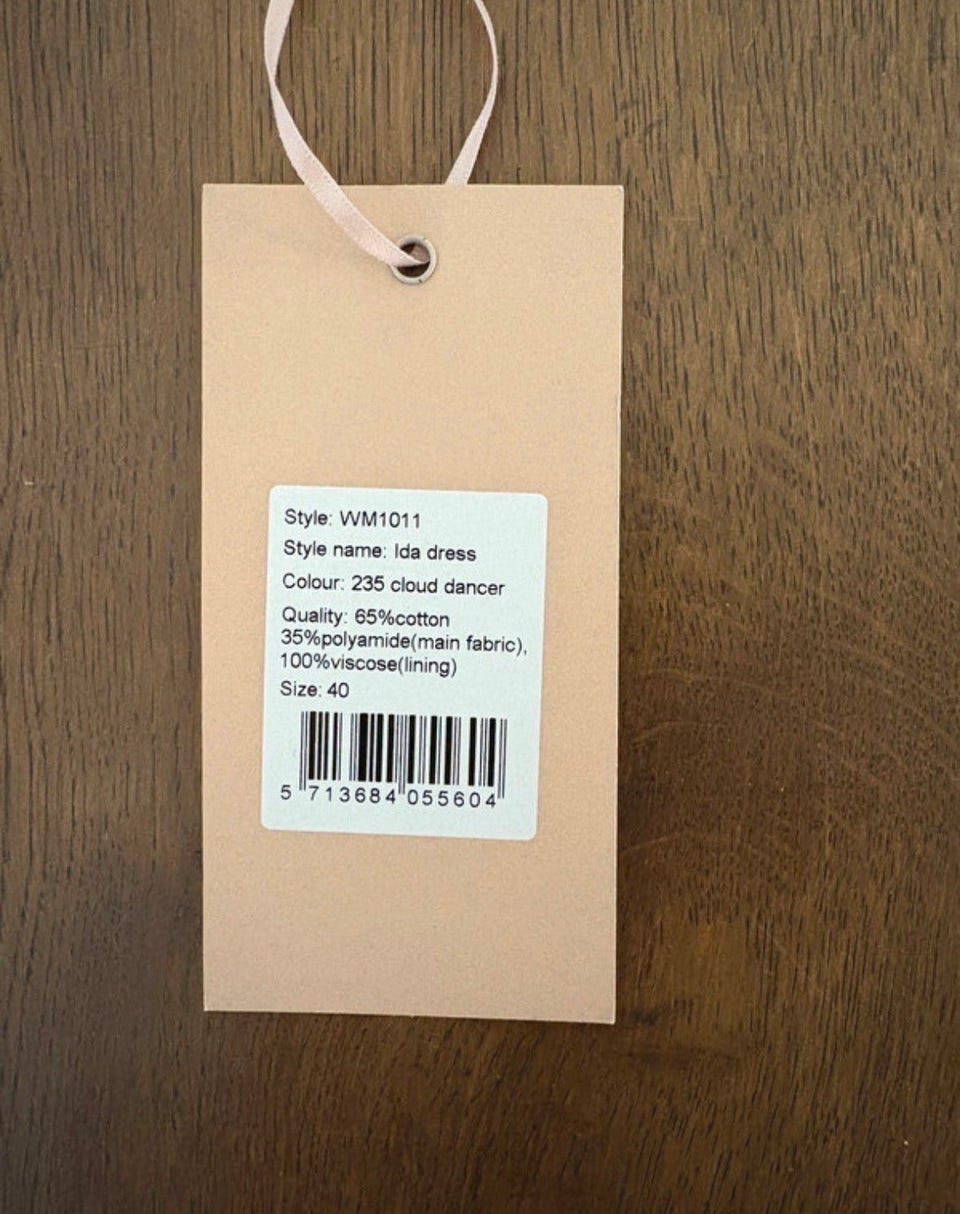 Style: WM1011
Style name: Ida dress
Colour: 235 cloud dancer
Quality: 65%cotton
35%polyamide(main fabric),
100%viscose(lining)
Size: 40
5 713684 055604